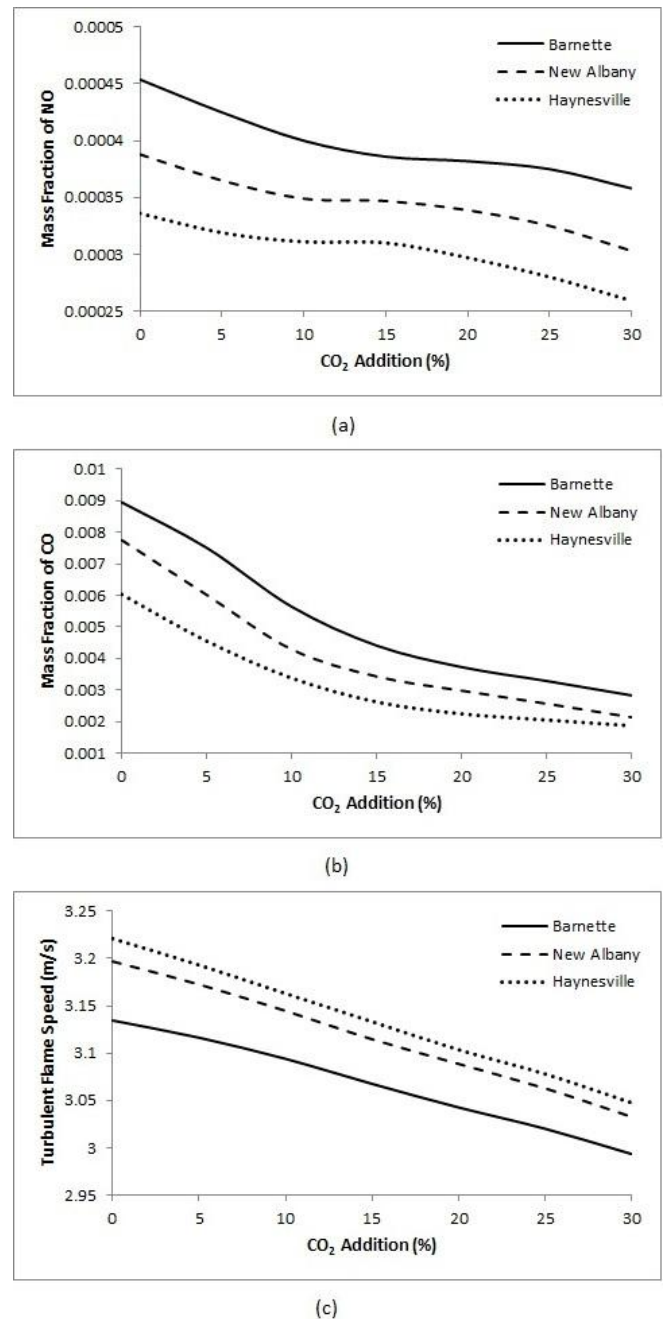 0.0005
0.00045
0.0004
0.00035
0.0003
0.00025
Mass Fraction of NO
Barnette
New Albany
Haynesville
0 5 10 15 20 25 30
CO₂ Addition (%)
(a)
0.01
0.009
0.008
0.007
0.006
0.005
0.004
0.003
0.002
0.001
Mass Fraction of CO
Barnette
New Albany
Haynesville
0 5 10 15 20 25 30
CO₂ Addition (%)
(b)
3.25
3.2
3.15
3.1
3.05
3
2.95
Turbulent Flame Speed (m/s)
Barnette
New Albany
Haynesville
0 5 10 15 20 25 30
CO₂ Addition (%)
(c)